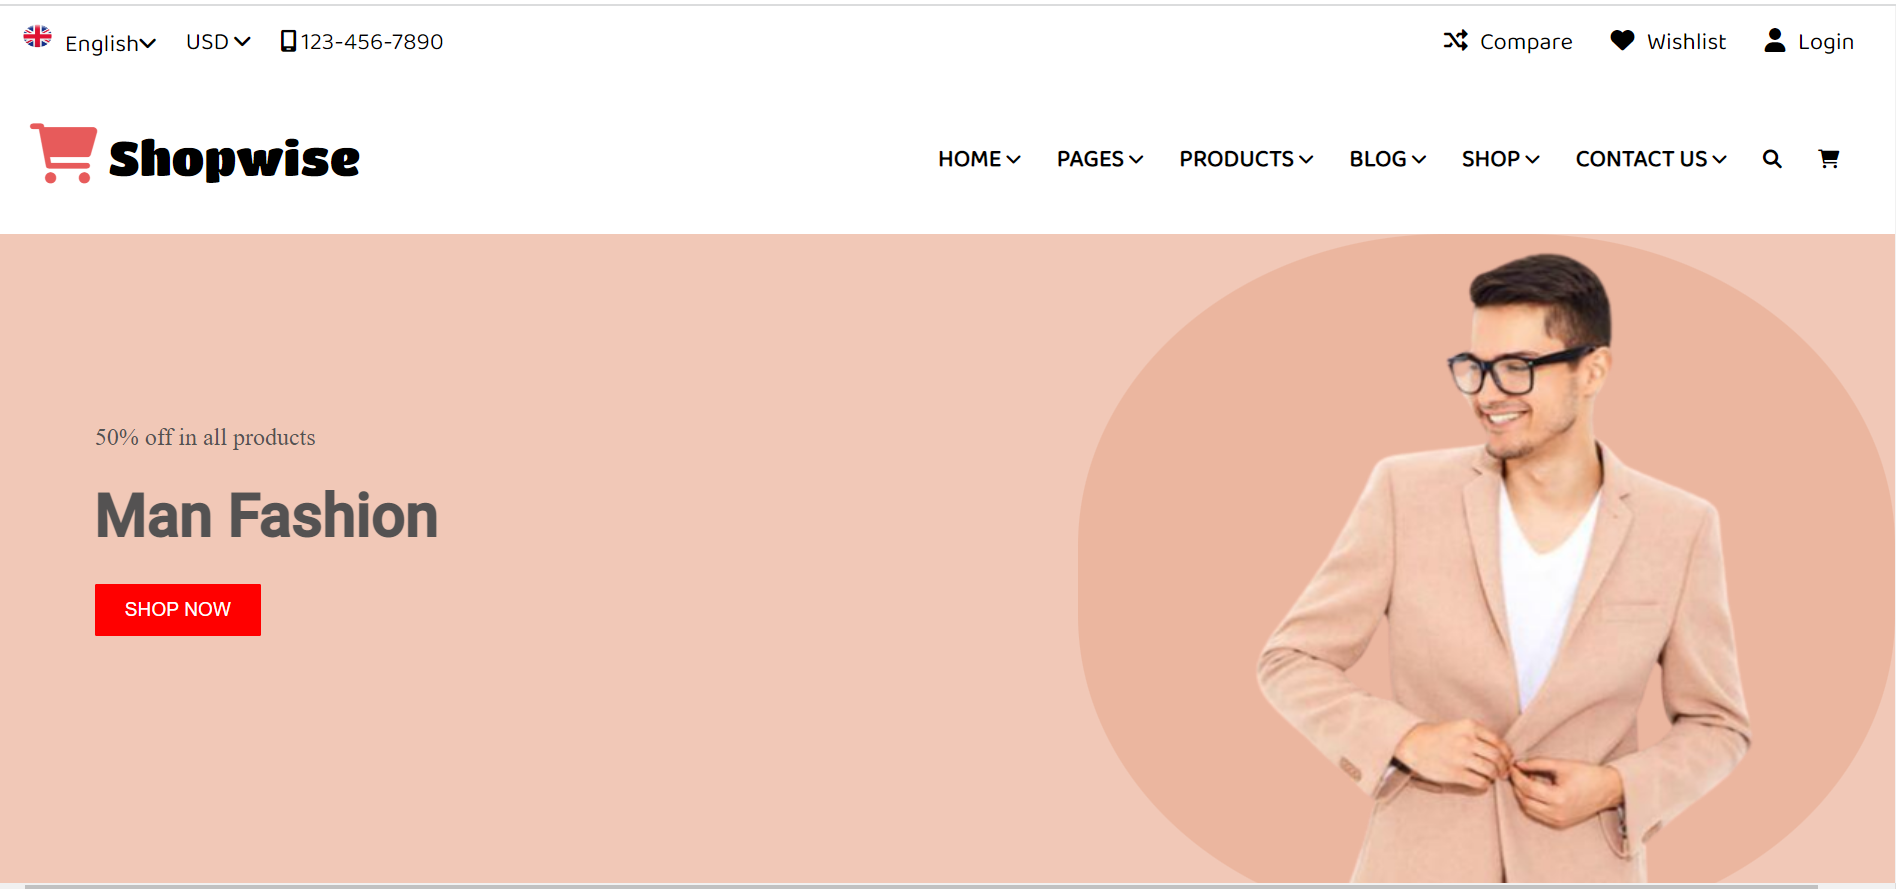 English USD 123-456-7890 Compare Wishlist Login
Shopwise HOME PAGES PRODUCTS BLOG SHOP CONTACT US
50% off in all products
Man Fashion
SHOP NOW